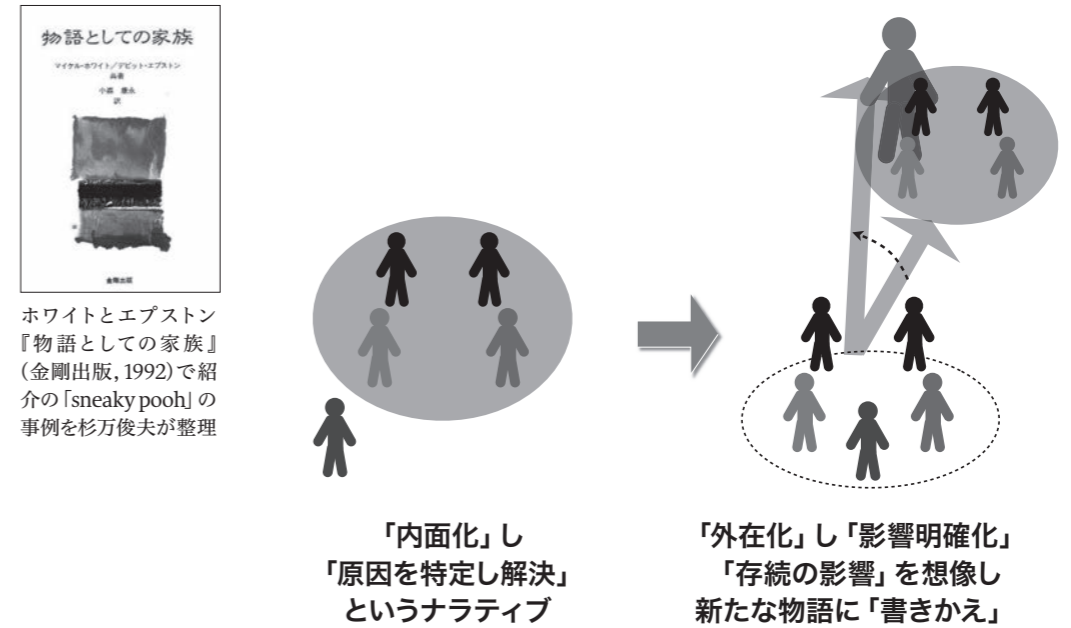 物語としての家族
マイケル・ホワイト／デビット・エプストン
共著
小森 康永
訳
金剛出版
ホワイトとエプストン
『物語としての家族』
（金剛出版, 1992）で紹
介の「sneaky pooh」の
事例を杉万俊夫が整理
「内面化」し
「原因を特定し解決」
というナラティブ
「外在化」し「影響明確化」
「存続の影響」を想像し
新たな物語に「書きかえ」